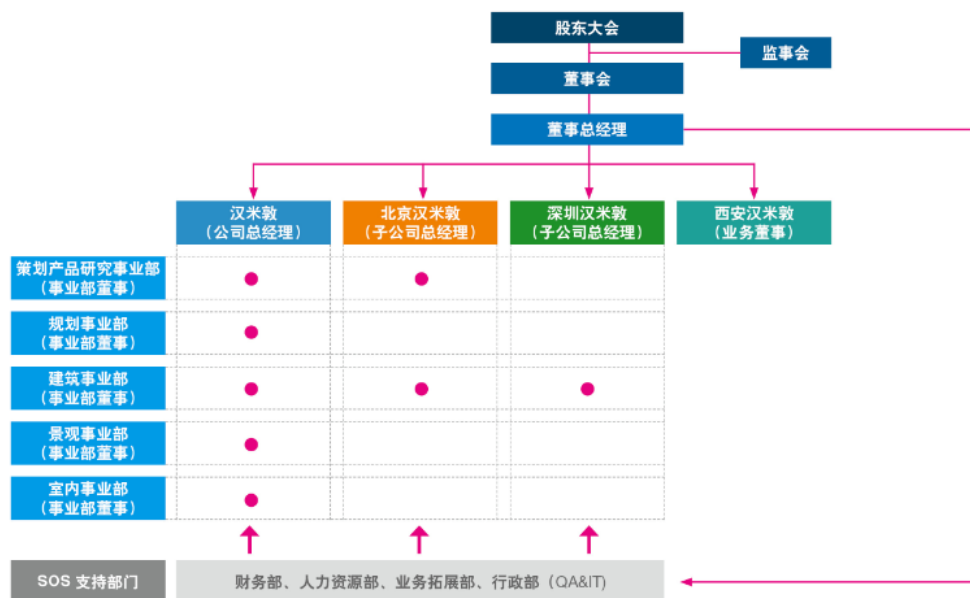 股东大会
监事会
董事会
董事总经理
汉米敦
（公司总经理）
北京汉米敦
（子公司总经理）
深圳汉米敦
（子公司总经理）
西安汉米敦
（业务董事）
策划产品研究事业部
（事业部董事）
规划事业部
（事业部董事）
建筑事业部
（事业部董事）
景观事业部
（事业部董事）
室内事业部
（事业部董事）
SOS 支持部门
财务部、人力资源部、业务拓展部、行政部（QA&IT)